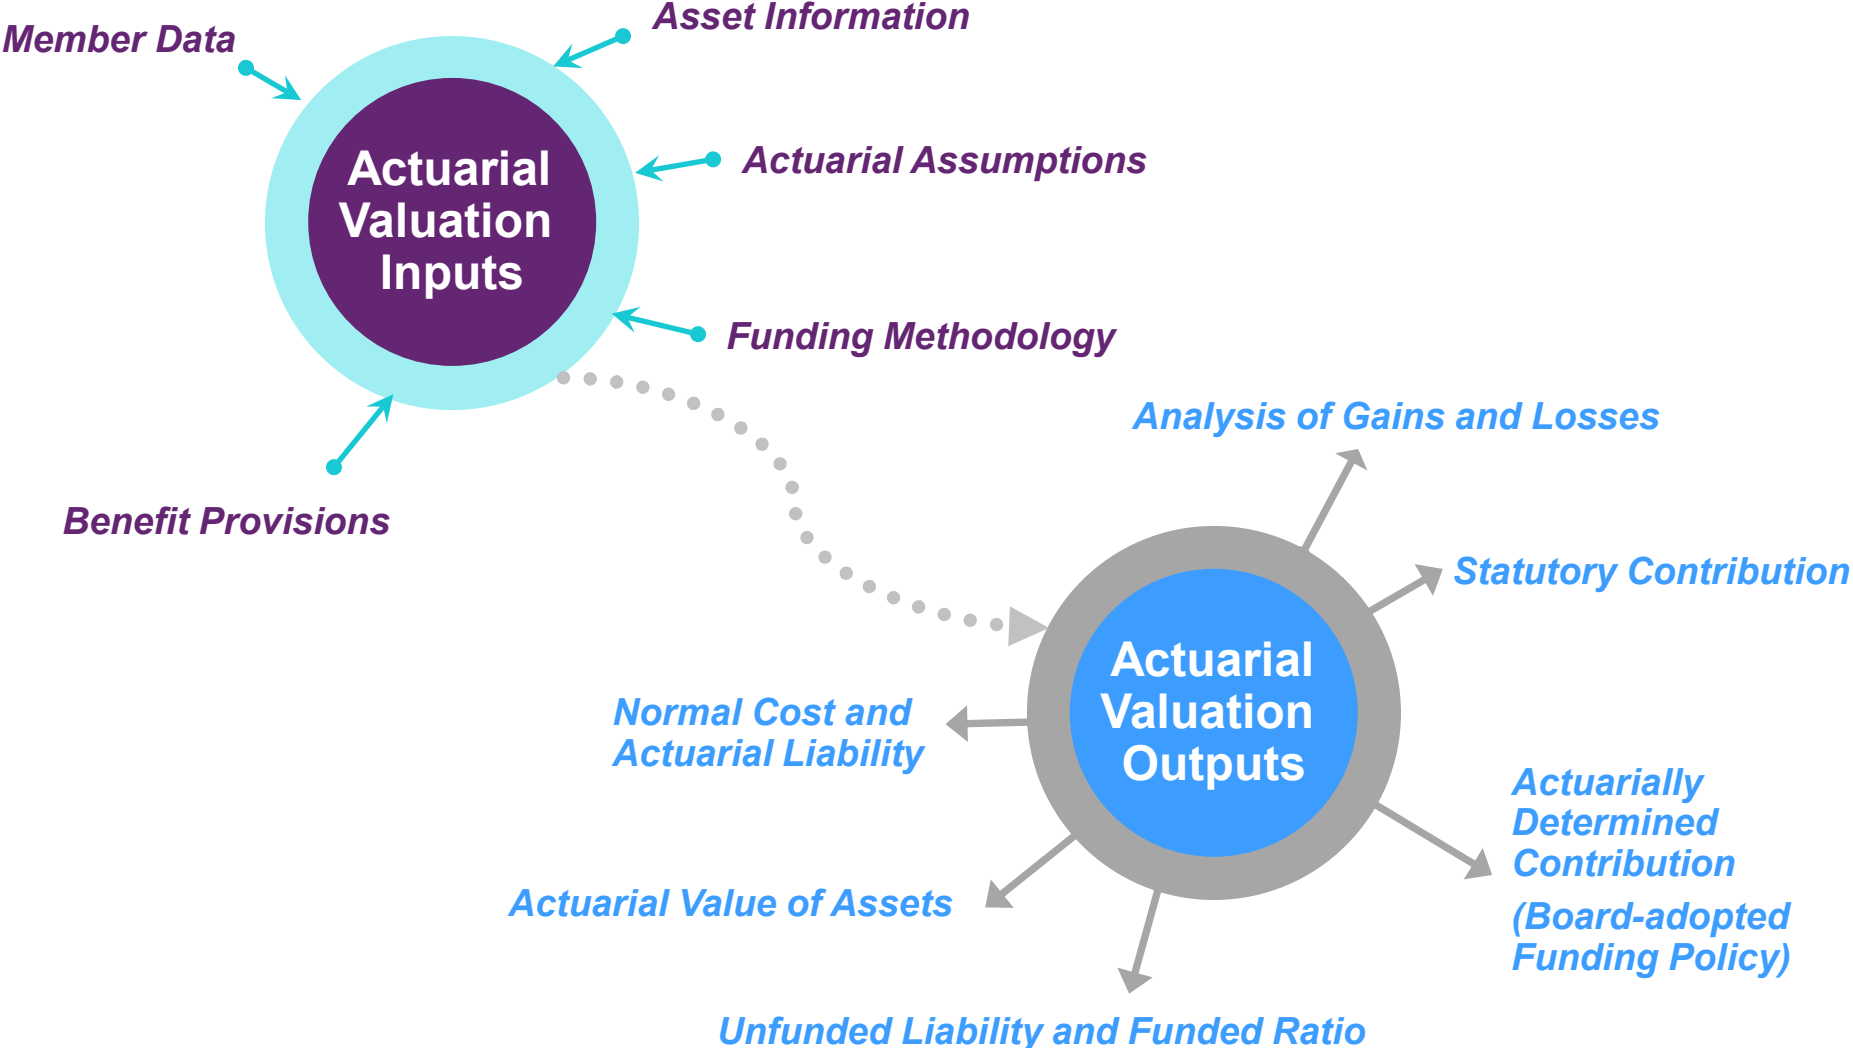 Asset Information
Member Data
Actuarial Assumptions
Actuarial
Valuation
Inputs
Funding Methodology
Benefit Provisions
Analysis of Gains and Losses
Statutory Contribution
Actuarial
Valuation
Outputs
Normal Cost and
Actuarial Liability
Actuarially
Determined
Contribution
(Board-adopted
Funding Policy)
Actuarial Value of Assets
Unfunded Liability and Funded Ratio